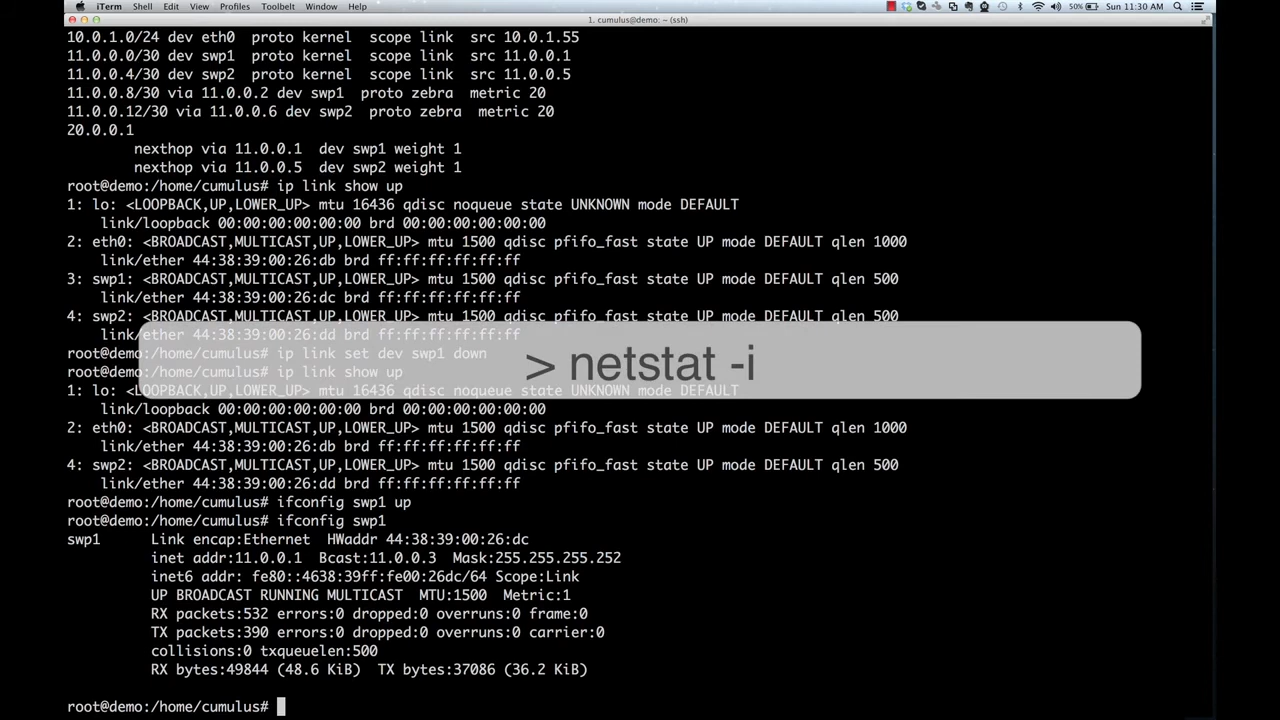 iTerm Shell Edit View Profiles Toolbelt Window Help 50% Sun 11:30 AM
1. cumulus@demo: ~ (ssh)
10.0.1.0/24 dev eth0 proto kernel scope link src 10.0.1.55
11.0.0.0/30 dev swp1 proto kernel scope link src 11.0.0.1
11.0.0.4/30 dev swp2 proto kernel scope link src 11.0.0.5
11.0.0.8/30 via 11.0.0.2 dev swp1 proto zebra metric 20
11.0.0.12/30 via 11.0.0.6 dev swp2 proto zebra metric 20
20.0.0.1
nexthop via 11.0.0.1 dev swp1 weight 1
nexthop via 11.0.0.5 dev swp2 weight 1
root@demo:/home/cumulus# ip link show up
1: lo: <LOOPBACK,UP,LOWER_UP> mtu 16436 qdisc noqueue state UNKNOWN mode DEFAULT
link/loopback 00:00:00:00:00:00 brd 00:00:00:00:00:00
2: eth0: <BROADCAST,MULTICAST,UP,LOWER_UP> mtu 1500 qdisc pfifo_fast state UP mode DEFAULT qlen 1000
link/ether 44:38:39:00:26:db brd ff:ff:ff:ff:ff:ff
3: swp1: <BROADCAST,MULTICAST,UP,LOWER_UP> mtu 1500 qdisc pfifo_fast state UP mode DEFAULT qlen 500
link/ether 44:38:39:00:26:dc brd ff:ff:ff:ff:ff:ff
4: swp2: <BROADCAST,MULTICAST,UP,LOWER_UP> mtu 1500 qdisc pfifo_fast state UP mode DEFAULT qlen 500
link/ether 44:38:39:00:26:dd brd ff:ff:ff:ff:ff:ff
root@demo:/home/cumulus# ip link set dev swp1 down
> netstat -i
root@demo:/home/cumulus# ip link show up
1: lo: <LOOPBACK,UP,LOWER_UP> mtu 16436 qdisc noqueue state UNKNOWN mode DEFAULT
link/loopback 00:00:00:00:00:00 brd 00:00:00:00:00:00
2: eth0: <BROADCAST,MULTICAST,UP,LOWER_UP> mtu 1500 qdisc pfifo_fast state UP mode DEFAULT qlen 1000
link/ether 44:38:39:00:26:db brd ff:ff:ff:ff:ff:ff
4: swp2: <BROADCAST,MULTICAST,UP,LOWER_UP> mtu 1500 qdisc pfifo_fast state UP mode DEFAULT qlen 500
link/ether 44:38:39:00:26:dd brd ff:ff:ff:ff:ff:ff
root@demo:/home/cumulus# ifconfig swp1 up
root@demo:/home/cumulus# ifconfig swp1
swp1 Link encap:Ethernet HWaddr 44:38:39:00:26:dc
inet addr:11.0.0.1 Bcast:11.0.0.3 Mask:255.255.255.252
inet6 addr: fe80::4638:39ff:fe00:26dc/64 Scope:Link
UP BROADCAST RUNNING MULTICAST MTU:1500 Metric:1
RX packets:532 errors:0 dropped:0 overruns:0 frame:0
TX packets:390 errors:0 dropped:0 overruns:0 carrier:0
collisions:0 txqueuelen:500
RX bytes:49844 (48.6 KiB) TX bytes:37086 (36.2 KiB)
root@demo:/home/cumulus#